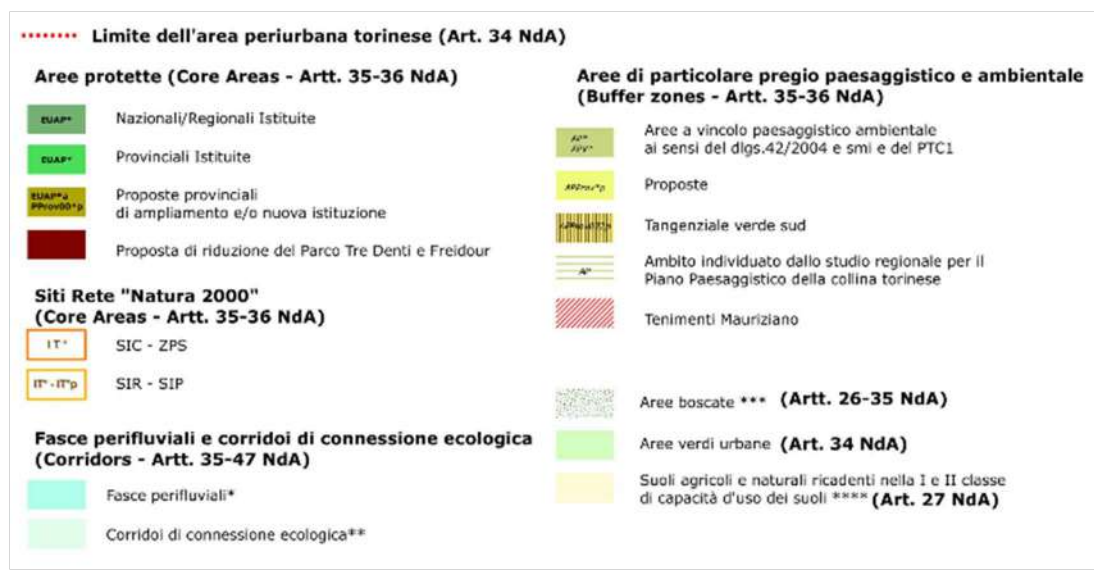 Limite dell'area periurbana torinese (Art. 34 NdA)
Aree protette (Core Areas - Artt. 35-36 NdA)
EUAP*
Nazionali/Regionali Istituite
EUAP*
Provinciali Istituite
EUAP*a
PProv00*p
Proposte provinciali
di ampliamento e/o nuova istituzione
Proposta di riduzione del Parco Tre Denti e Freidour
Siti Rete "Natura 2000"
(Core Areas - Artt. 35-36 NdA)
IT*
SIC - ZPS
IT* - IT*p
SIR - SIP
Fasce perifluviali e corridoi di connessione ecologica
(Corridors - Artt. 35-47 NdA)
Fasce perifluviali*
Corridoi di connessione ecologica**
Aree di particolare pregio paesaggistico e ambientale
(Buffer zones - Artt. 35-36 NdA)
Aree a vincolo paesaggistico ambientale
ai sensi del dlgs.42/2004 e smi e del PTC1
Proposte
Tangenziale verde sud
AP*
Ambito individuato dallo studio regionale per il
Piano Paesaggistico della collina torinese
Tenimenti Mauriziano
Aree boscate *** (Artt. 26-35 NdA)
Aree verdi urbane (Art. 34 NdA)
Suoli agricoli e naturali ricadenti nella I e II classe
di capacità d'uso dei suoli **** (Art. 27 NdA)